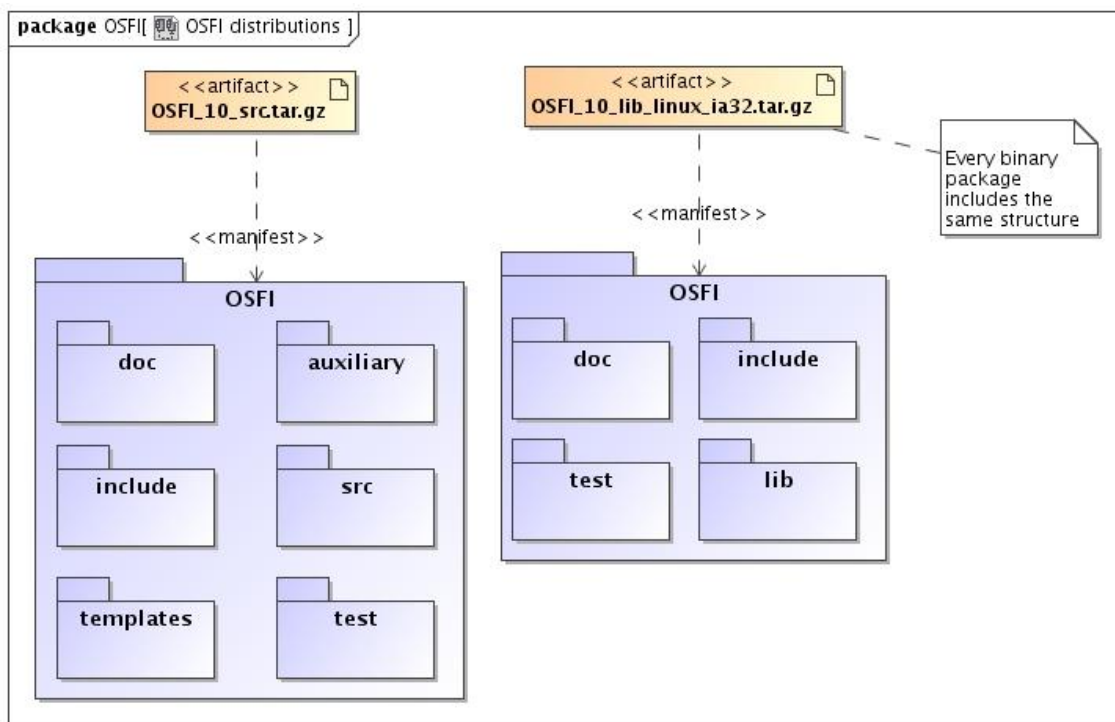 package OSFI[ OSFI distributions ]
<<artifact>>
OSFI_10_src.tar.gz
<<artifact>>
OSFI_10_lib_linux_ia32.tar.gz
Every binary
package
includes the
same structure
<<manifest>>
<<manifest>>
OSFI
doc
auxiliary
include
src
templates
test
OSFI
doc
include
test
lib